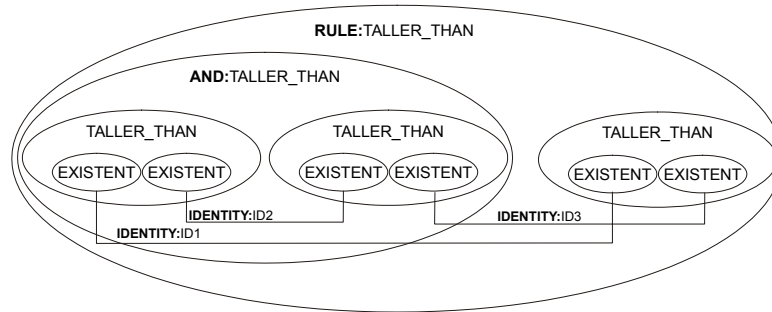 RULE:TALLER_THAN
AND:TALLER_THAN
TALLER_THAN TALLER_THAN TALLER_THAN
EXISTENT EXISTENT EXISTENT EXISTENT EXISTENT EXISTENT
IDENTITY:ID2 IDENTITY:ID3
IDENTITY:ID1